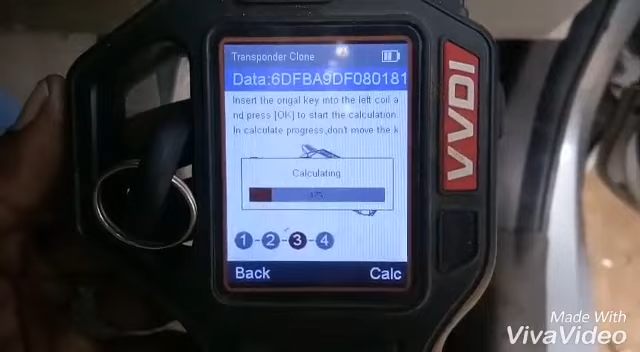 Transponder Clone
Data:6DFBA9DF080181
Insert the orignal key into the left coil a
nd press [OK] to start the calculation.
In calculate progress,don't move the k
Calculating
1-2-3-4
Back
Calc
VVDI
Made With
VivaVideo